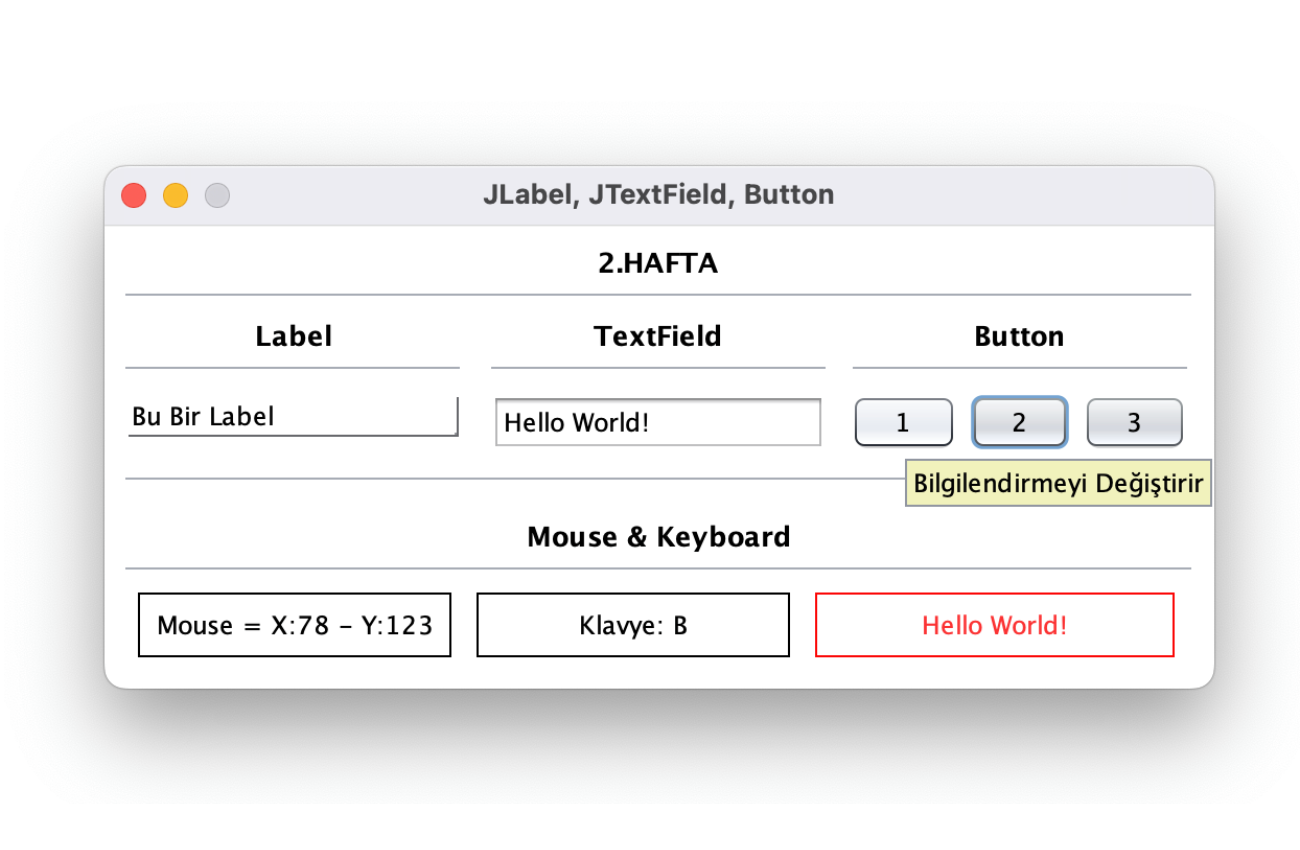 JLabel, JTextField, Button
2.HAFTA
Label TextField Button
Bu Bir Label Hello World! 1 2 3
Bilgilendirmeyi Değiştirir
Mouse & Keyboard
Mouse = X:78 – Y:123 Klavye: B Hello World!